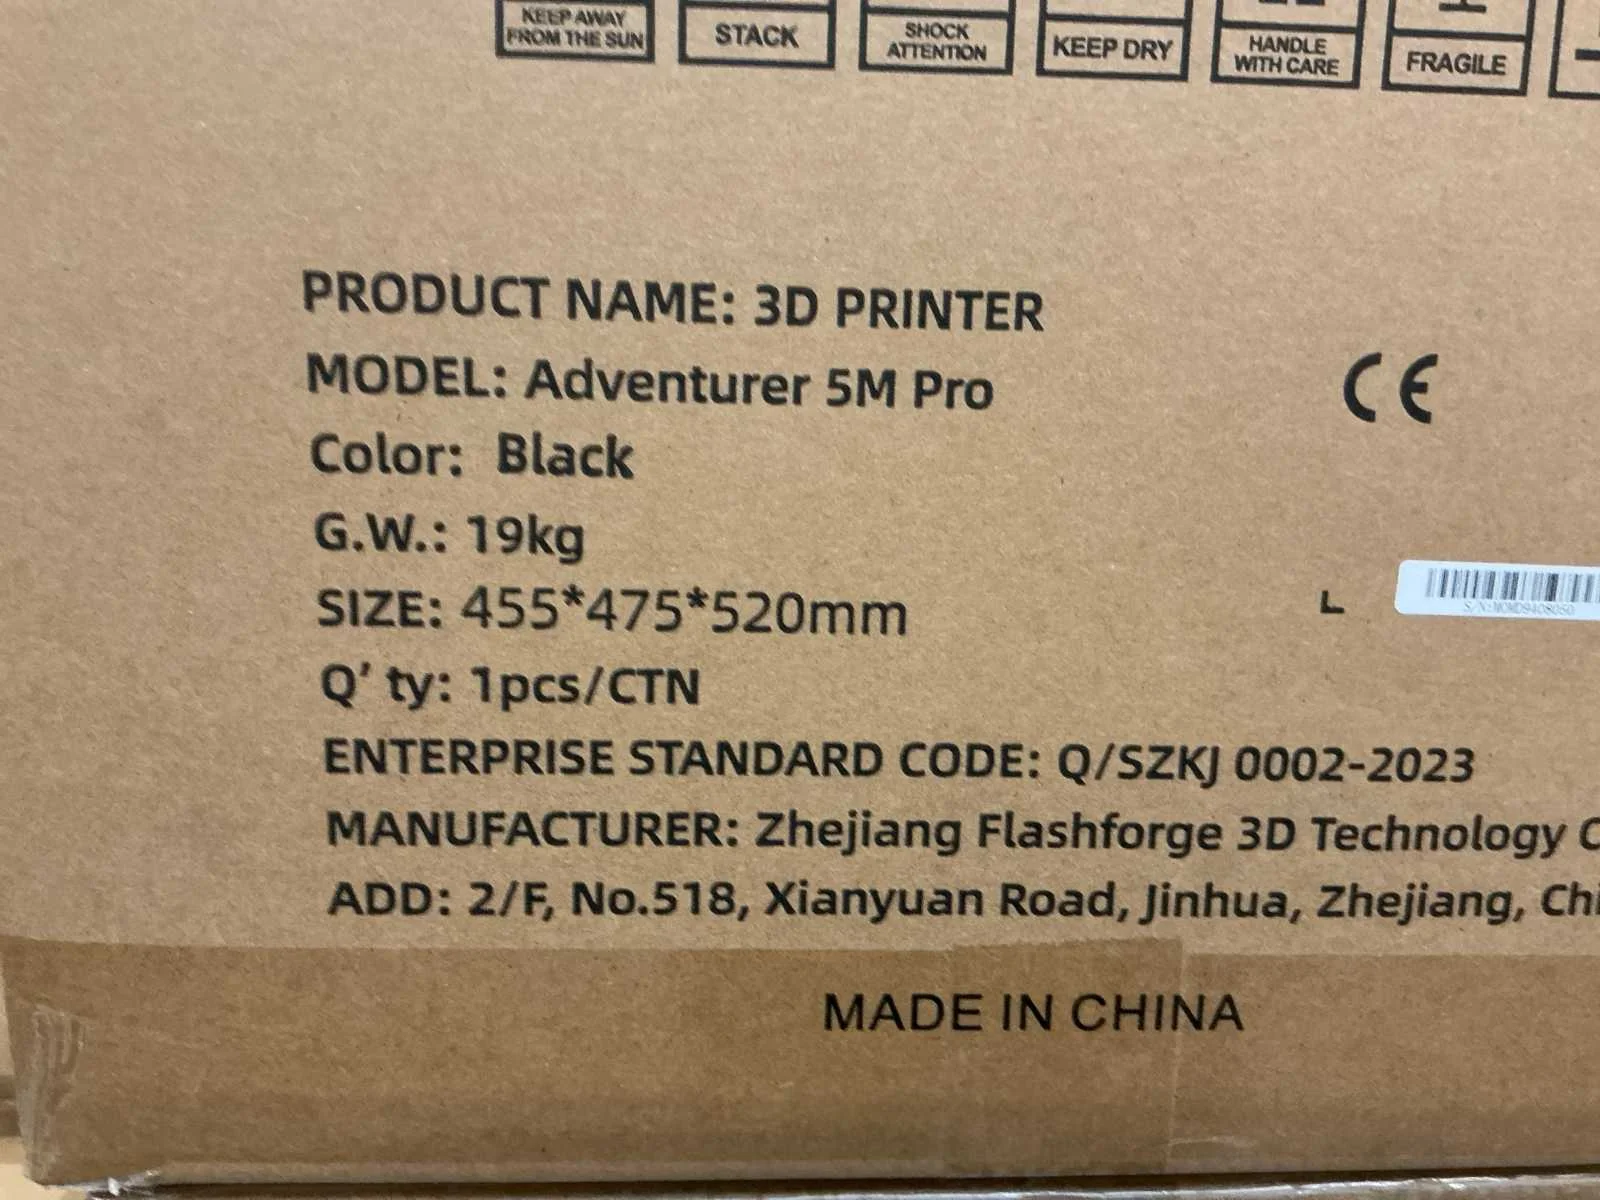 KEEP AWAY
FROM THE SUN
STACK
SHOCK
ATTENTION
KEEP DRY
HANDLE
WITH CARE
FRAGILE
PRODUCT NAME: 3D PRINTER
MODEL: Adventurer 5M Pro
CE
Color: Black
G.W.: 19kg
SIZE: 455*475*520mm
Q' ty: 1pcs/CTN
ENTERPRISE STANDARD CODE: Q/SZKJ 0002-2023
MANUFACTURER: Zhejiang Flashforge 3D Technology C
ADD: 2/F, No.518, Xianyuan Road, Jinhua, Zhejiang, Chi
MADE IN CHINA